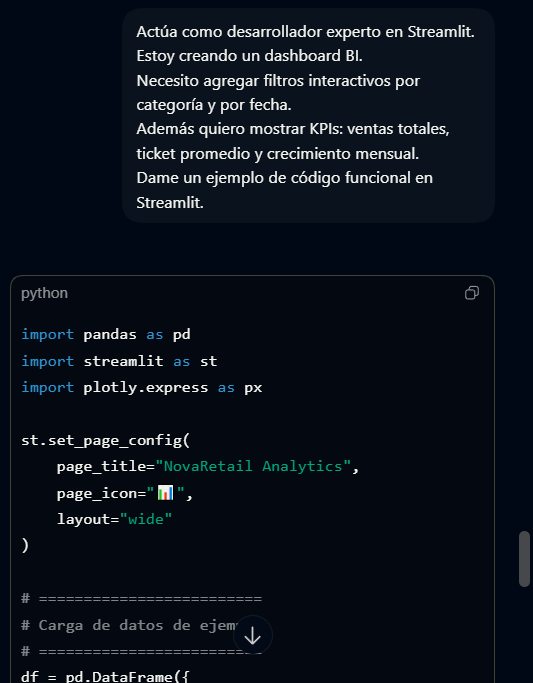 Actúa como desarrollador experto en Streamlit.
Estoy creando un dashboard BI.
Necesito agregar filtros interactivos por
categoría y por fecha.
Además quiero mostrar KPIs: ventas totales,
ticket promedio y crecimiento mensual.
Dame un ejemplo de código funcional en
Streamlit.
python
import pandas as pd
import streamlit as st
import plotly.express as px
st.set_page_config(
    page_title="NovaRetail Analytics",
    page_icon="📊",
    layout="wide"
)
# =========================
# Carga de datos de
# =========================
df = pd.DataFrame({